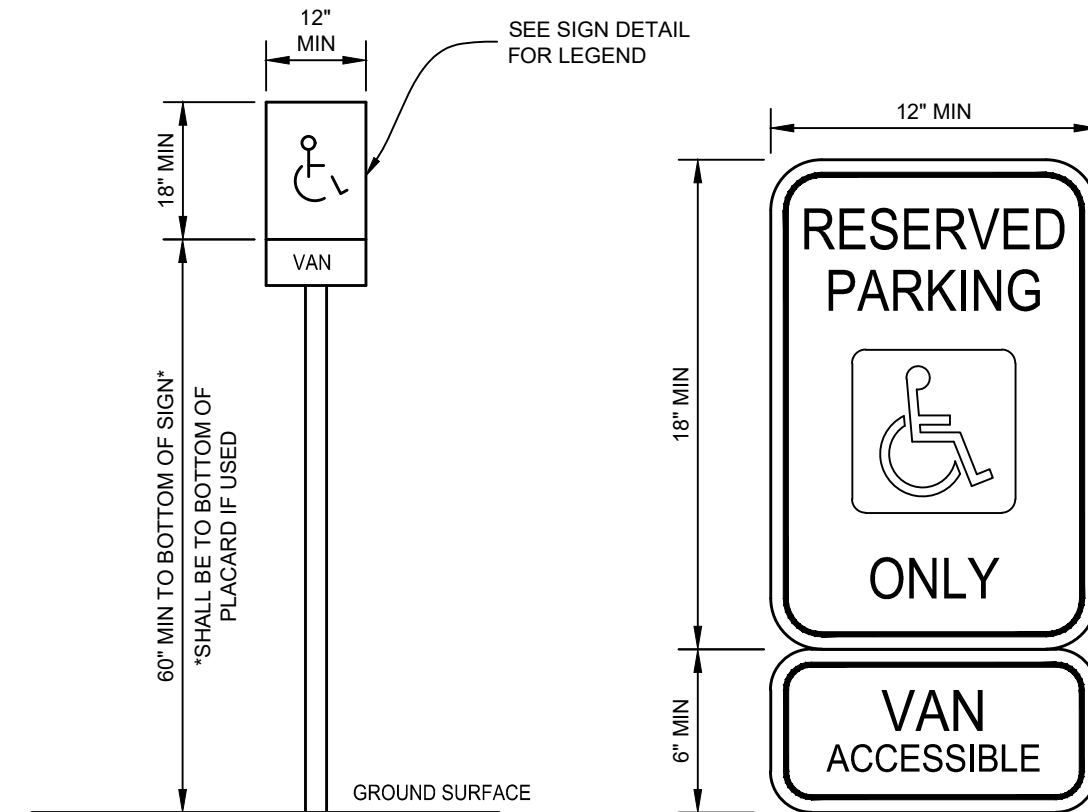 12"
MIN
SEE SIGN DETAIL
FOR LEGEND
18" MIN
VAN
60" MIN TO BOTTOM OF SIGN*
*SHALL BE TO BOTTOM OF
PLACARD IF USED
GROUND SURFACE
12" MIN
18" MIN
RESERVED
PARKING
ONLY
6" MIN
VAN
ACCESSIBLE